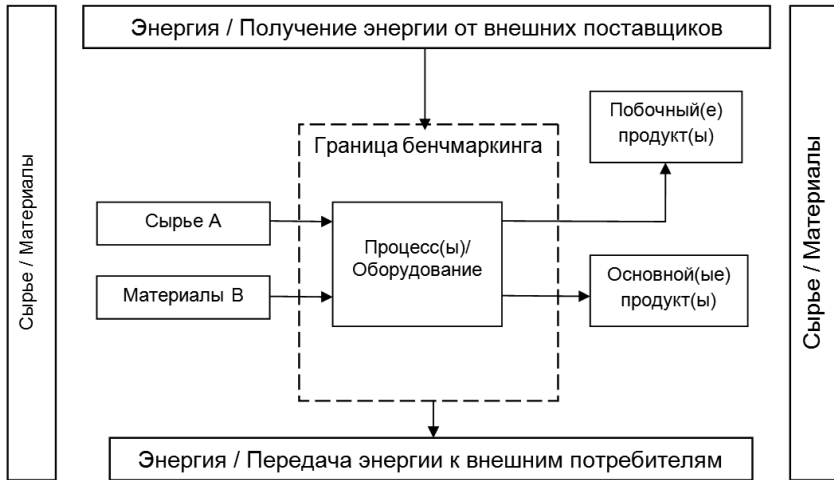 Энергия / Получение энергии от внешних поставщиков
Сырье / Материалы
Граница бенчмаркинга
Побочный(е)
продукт(ы)
Сырье А
Процесс(ы)/
Оборудование
Материалы В
Основной(ые)
продукт(ы)
Сырье / Материалы
Энергия / Передача энергии к внешним потребителям